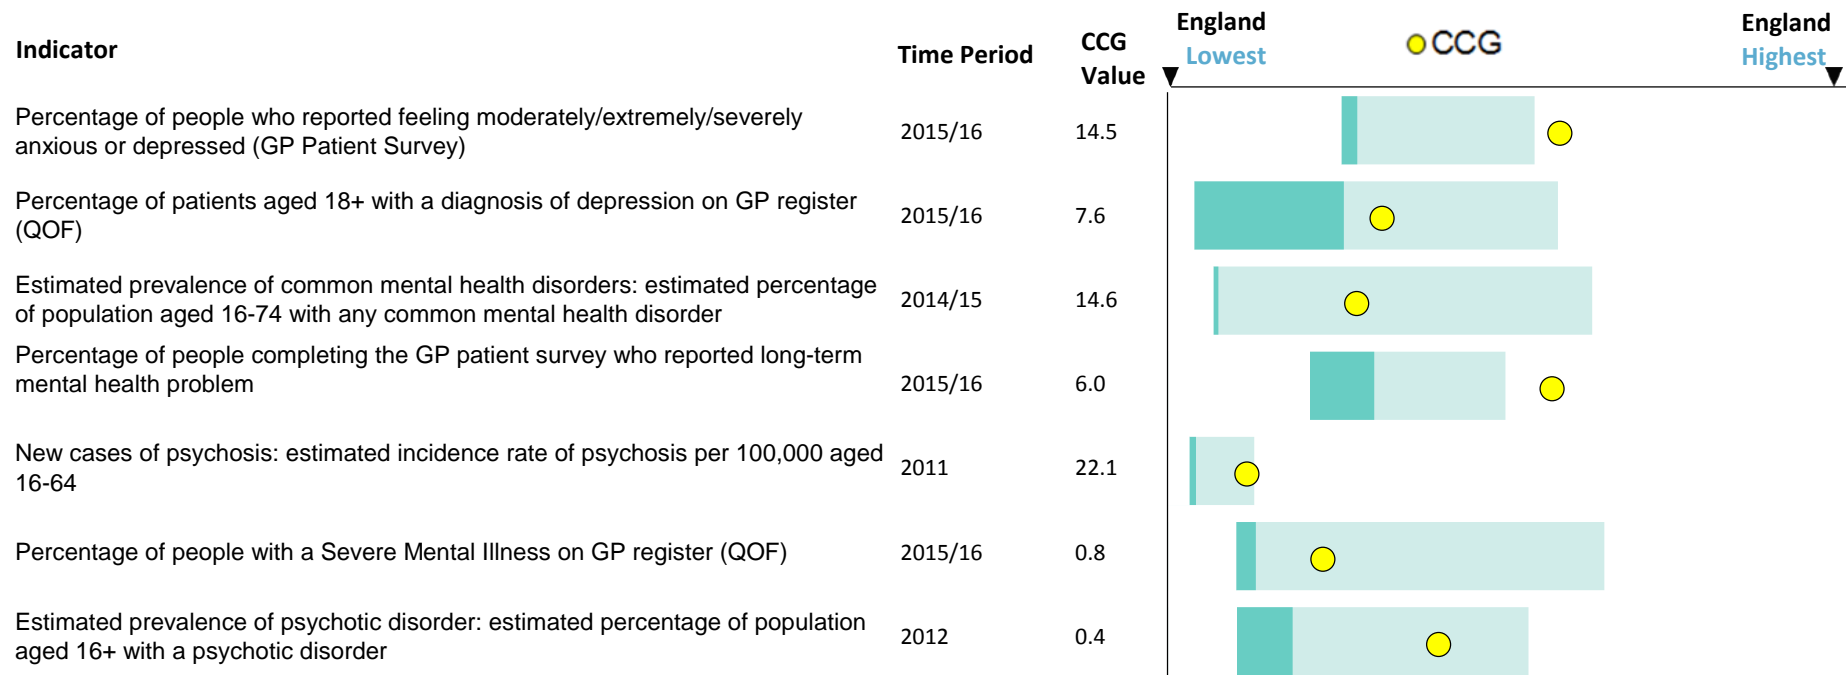 Indicator
Time Period
CCG
Value
England
Lowest
CCG
England
Highest
Percentage of people who reported feeling moderately/extremely/severely
anxious or depressed (GP Patient Survey)
2015/16
14.5
Percentage of patients aged 18+ with a diagnosis of depression on GP register
(QOF)
2015/16
7.6
Estimated prevalence of common mental health disorders: estimated percentage
of population aged 16-74 with any common mental health disorder
2014/15
14.6
Percentage of people completing the GP patient survey who reported long-term
mental health problem
2015/16
6.0
New cases of psychosis: estimated incidence rate of psychosis per 100,000 aged
16-64
2011
22.1
Percentage of people with a Severe Mental Illness on GP register (QOF)
2015/16
0.8
Estimated prevalence of psychotic disorder: estimated percentage of population
aged 16+ with a psychotic disorder
2012
0.4